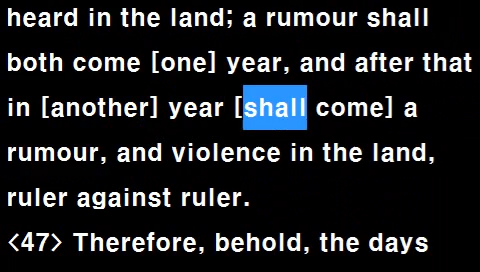 heard in the land; a rumour shall
both come [one] year, and after that
in [another] year [shall come] a
rumour, and violence in the land,
ruler against ruler.
<47> Therefore, behold, the days